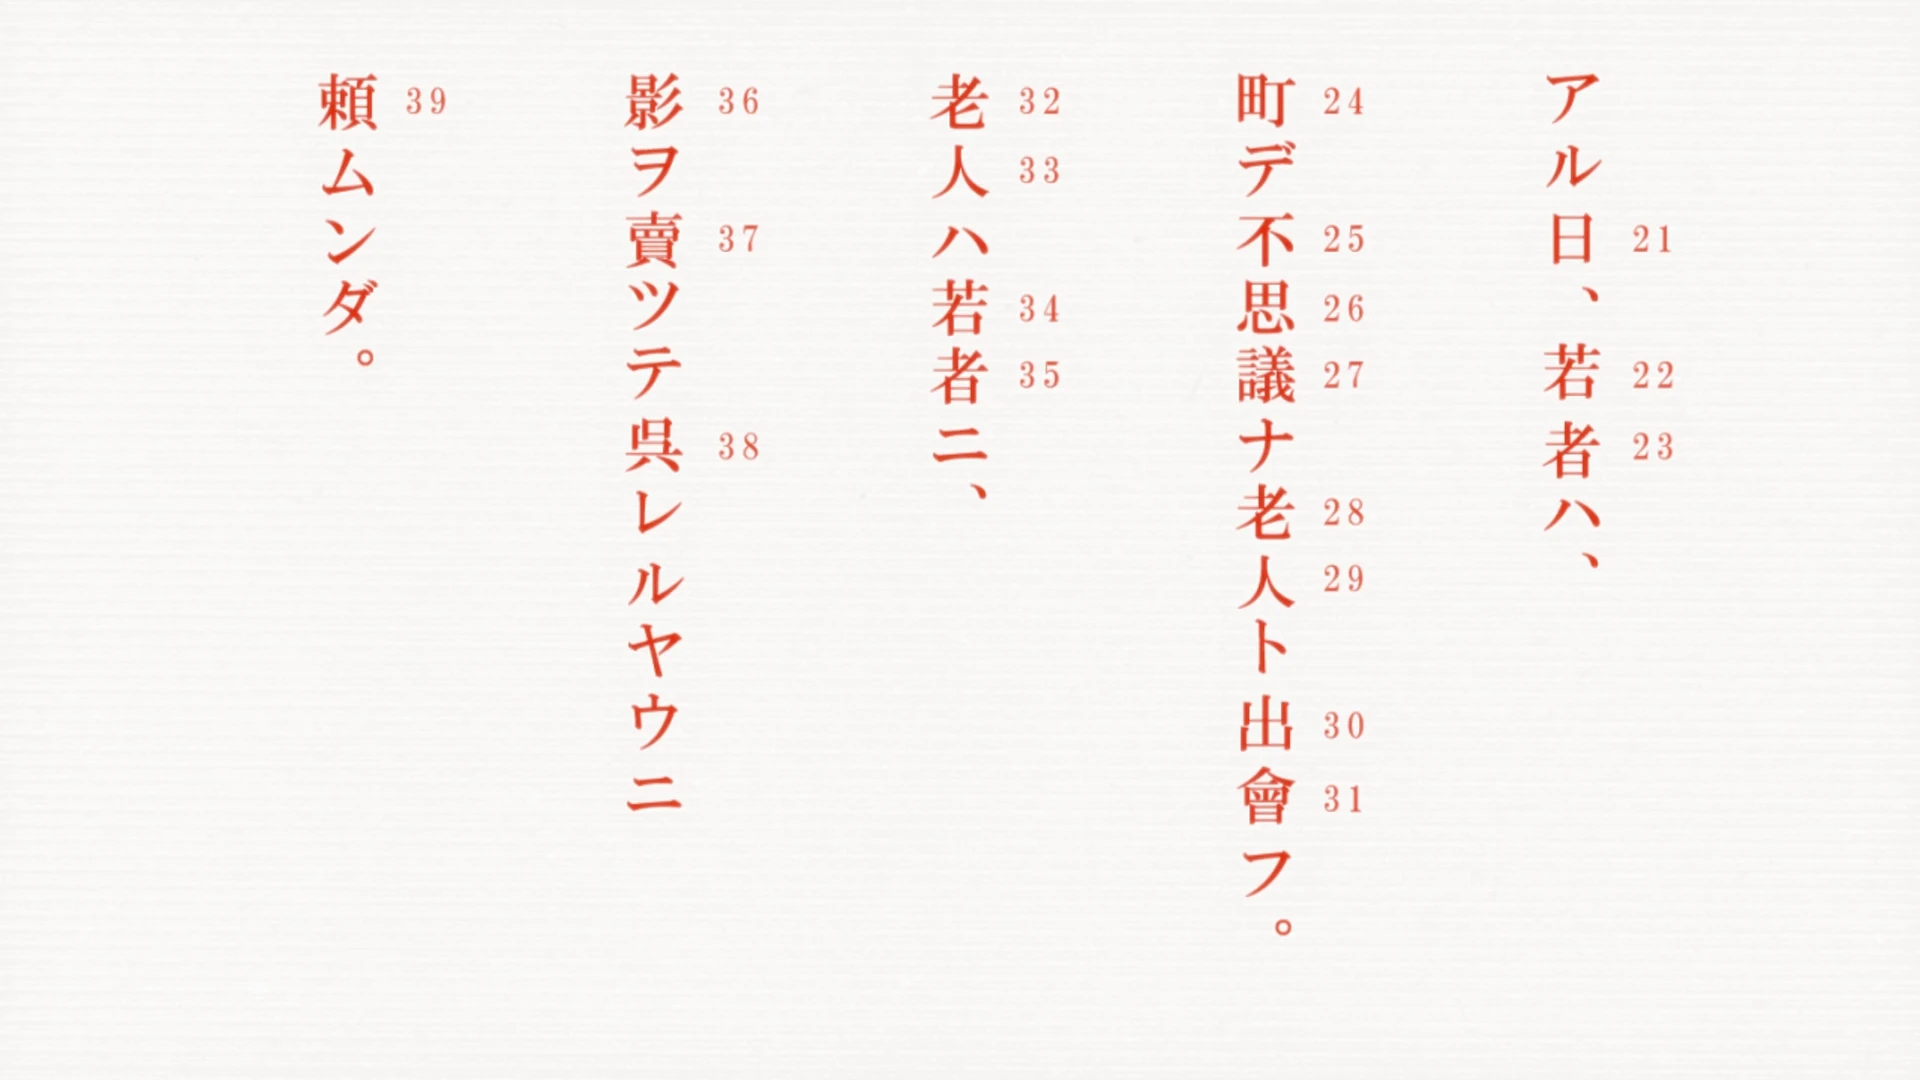 アル日、若者ハ、
21 22 23
町デ不思議ナ老人ト出會フ。
24 25 26 27 28 29 30 31
老人ハ若者ニ、
32 33 34 35
影ヲ賣ツテ呉レルヤウニ
36 37 38
頼ムンダ。
39